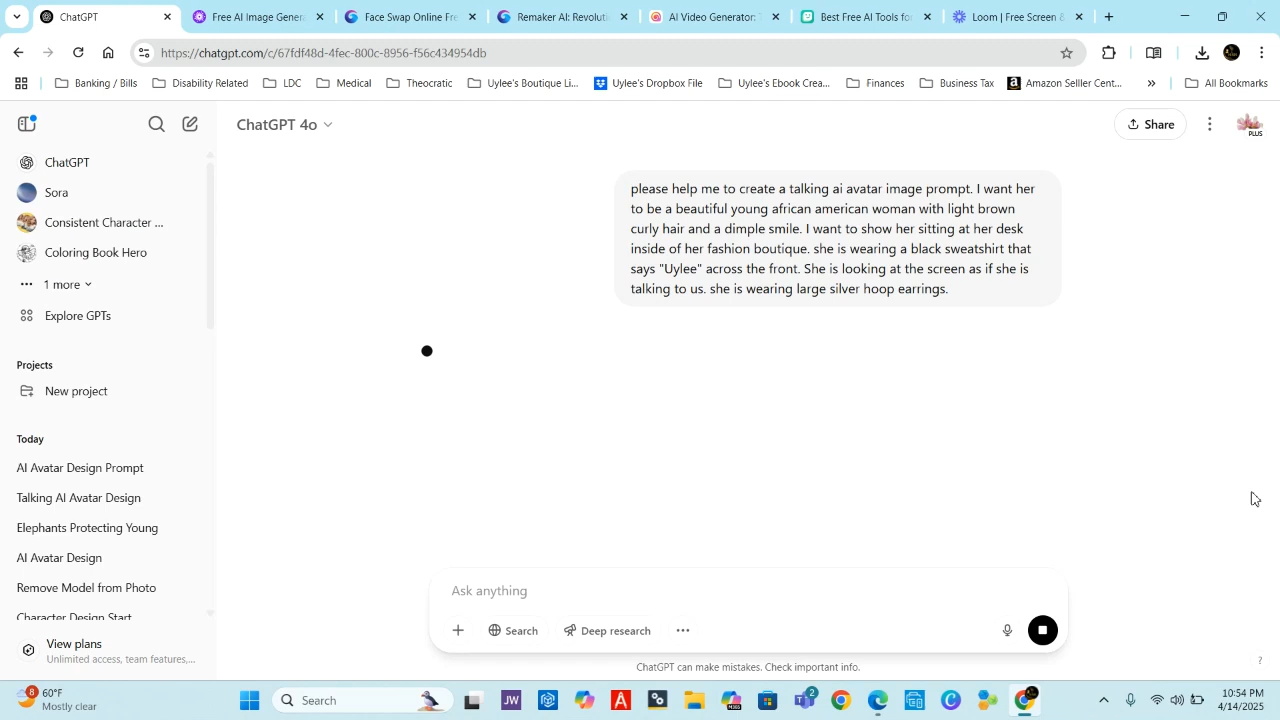 ChatGPT
Free AI Image Gener
Face Swap Online Fre
Remaker AI: Revoluti
AI Video Generator: T
Best Free AI Tools fo
Loom | Free Screen &
https://chatgpt.com/c/67fdf48d-4fec-800c-8956-f56c434954db
Banking / Bills
Disability Related
LDC
Medical
Theocratic
Uylee's Boutique Li...
Uylee's Dropbox File
Uylee's Ebook Crea...
Finances
Business Tax
Amazon Selller Cent...
All Bookmarks
ChatGPT 4o
Share
PLUS
ChatGPT
Sora
Consistent Character ...
Coloring Book Hero
1 more
Explore GPTs
Projects
New project
Today
AI Avatar Design Prompt
Talking AI Avatar Design
Elephants Protecting Young
AI Avatar Design
Remove Model from Photo
Character Design Start
View plans
Unlimited access, team features,...
please help me to create a talking ai avatar image prompt. I want her
to be a beautiful young african american woman with light brown
curly hair and a dimple smile. I want to show her sitting at her desk
inside of her fashion boutique. she is wearing a black sweatshirt that
says "Uylee" across the front. She is looking at the screen as if she is
talking to us. she is wearing large silver hoop earrings.
Ask anything
Search
Deep research
ChatGPT can make mistakes. Check important info.
?
8
60°F
Mostly clear
Search
JW
M365
2
10:54 PM
4/14/2025